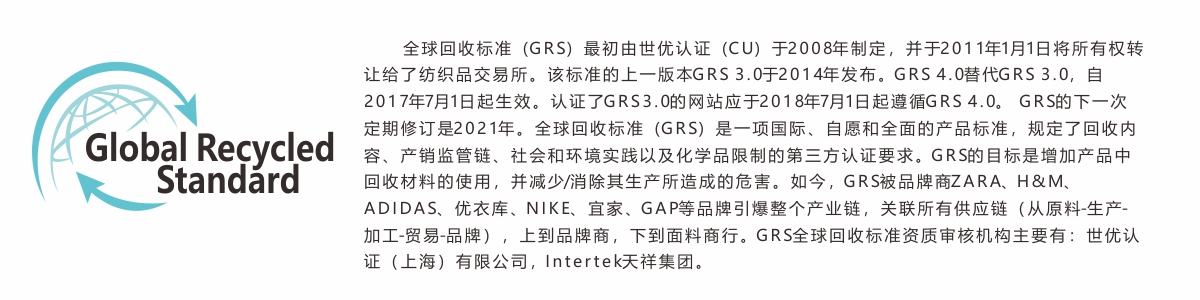 Global Recycled
Standard
全球回收标准（GRS）最初由世优认证（CU）于2008年制定，并于2011年1月1日将所有权转
让给了纺织品交易所。该标准的上一版本GRS 3.0于2014年发布。GRS 4.0替代GRS 3.0，自
2017年7月1日起生效。认证了GRS3.0的网站应于2018年7月1日起遵循GRS 4.0。 GRS的下一次
定期修订是2021年。全球回收标准（GRS）是一项国际、自愿和全面的产品标准，规定了回收内
容、产销监管链、社会和环境实践以及化学品限制的第三方认证要求。GRS的目标是增加产品中
回收材料的使用，并减少/消除其生产所造成的危害。如今，GRS被品牌商ZARA、H&M、
ADIDAS、优衣库、NIKE、宜家、GAP等品牌引爆整个产业链，关联所有供应链（从原料-生产-
加工-贸易-品牌），上到品牌商，下到面料商行。GRS全球回收标准资质审核机构主要有：世优认
证（上海）有限公司，Intertek天祥集团。